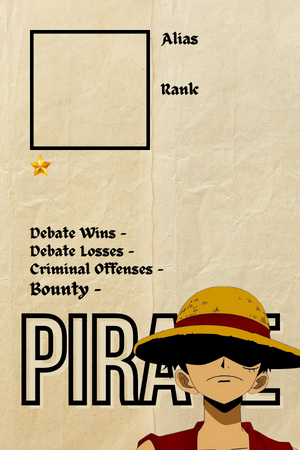 Alias
Rank
Debate Wins -
Debate Losses -
Criminal Offenses -
Bounty -
PIRATE